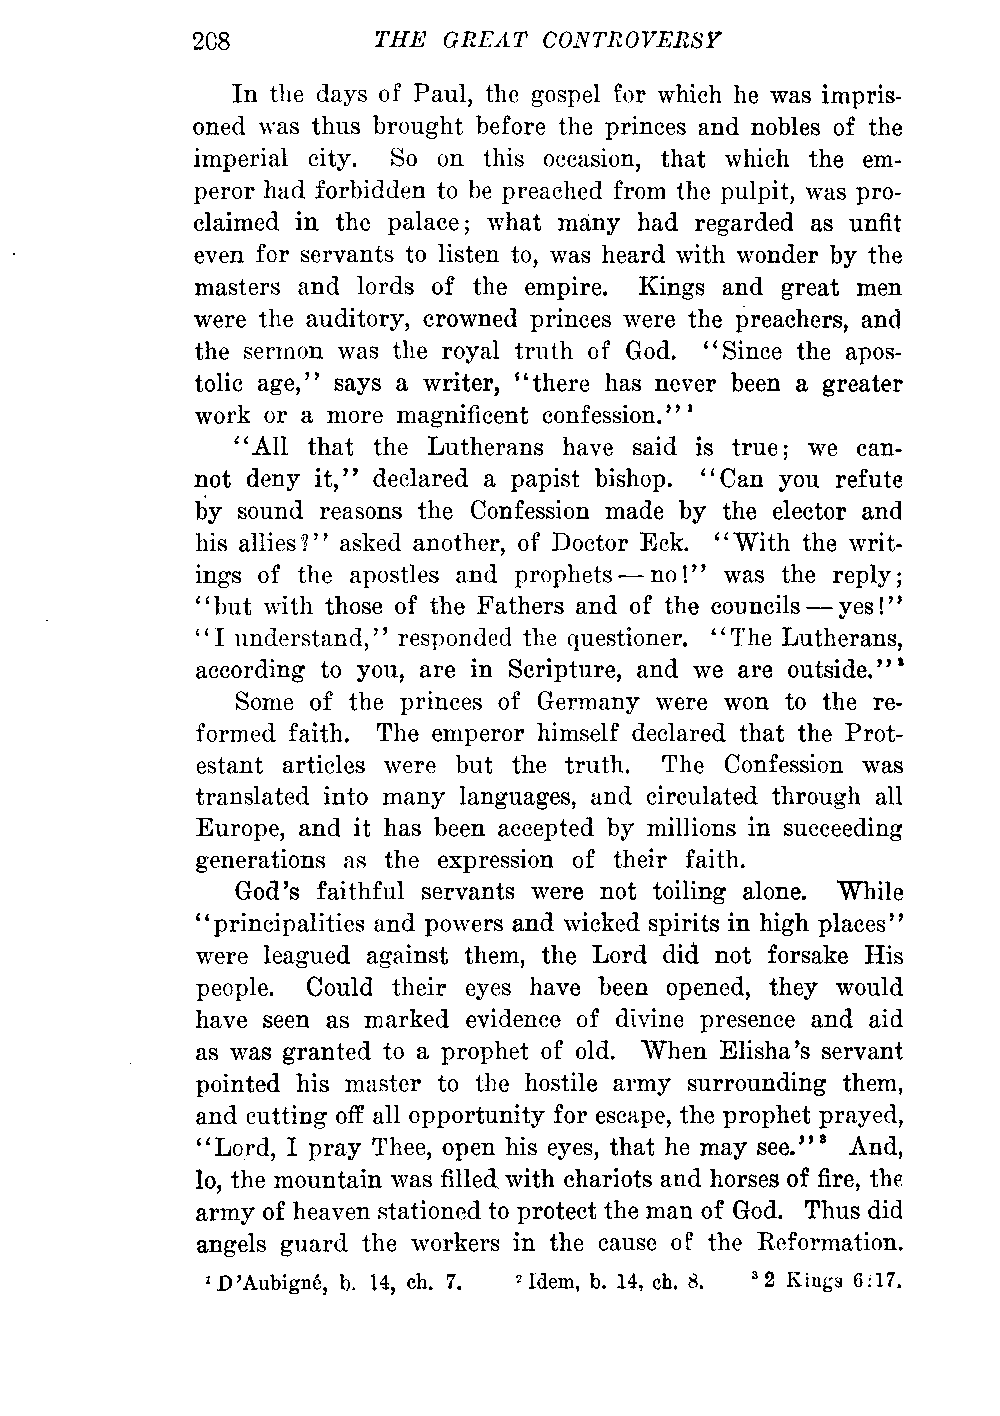 208 THE GREAT CONTROVERSY
In the days of Paul, the gospel for which he was impris-
oned was thus brought before the princes and nobles of the
imperial city. So on this occasion, that which the em-
peror had forbidden to be preached from the pulpit, was pro-
claimed in the palace; what many had regarded as unfit
even for servants to listen to, was heard with wonder by the
masters and lords of the empire. Kings and great men
were the auditory, crowned princes were the preachers, and
the sermon was the royal truth of God. "Since the apos-
tolic age," says a writer, "there has never been a greater
work or a more magnificent confession."¹
"All that the Lutherans have said is true; we can-
not deny it," declared a papist bishop. "Can you refute
by sound reasons the Confession made by the elector and
his allies?" asked another, of Doctor Eck. "With the writ-
ings of the apostles and prophets — no!" was the reply;
"but with those of the Fathers and of the councils — yes!"
"I understand," responded the questioner. "The Lutherans,
according to you, are in Scripture, and we are outside."²
Some of the princes of Germany were won to the re-
formed faith. The emperor himself declared that the Prot-
estant articles were but the truth. The Confession was
translated into many languages, and circulated through all
Europe, and it has been accepted by millions in succeeding
generations as the expression of their faith.
God's faithful servants were not toiling alone. While
"principalities and powers and wicked spirits in high places"
were leagued against them, the Lord did not forsake His
people. Could their eyes have been opened, they would
have seen as marked evidence of divine presence and aid
as was granted to a prophet of old. When Elisha's servant
pointed his master to the hostile army surrounding them,
and cutting off all opportunity for escape, the prophet prayed,
"Lord, I pray Thee, open his eyes, that he may see."³ And,
lo, the mountain was filled with chariots and horses of fire, the
army of heaven stationed to protect the man of God. Thus did
angels guard the workers in the cause of the Reformation.
¹ D'Aubigné, b. 14, ch. 7. ² Idem, b. 14, ch. 8. ³ 2 Kings 6:17.